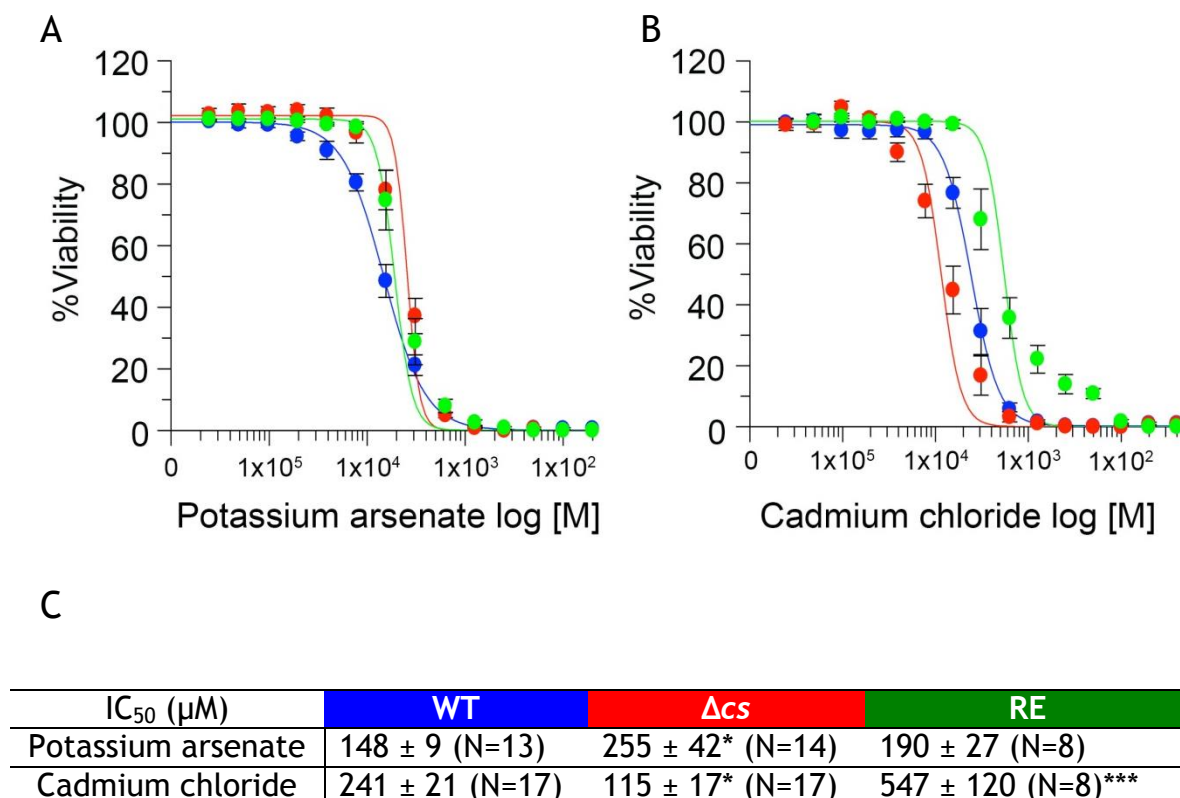 A
120
100
80
60
40
20
0
%Viability
0 1x10⁵ 1x10⁴ 1x10³ 1x10²
Potassium arsenate log [M]
B
120
100
80
60
40
20
0
%Viability
0 1x10⁵ 1x10⁴ 1x10³ 1x10²
Cadmium chloride log [M]
C
IC₅₀ (µM) WT Δcs RE
Potassium arsenate 148 ± 9 (N=13) 255 ± 42* (N=14) 190 ± 27 (N=8)
Cadmium chloride 241 ± 21 (N=17) 115 ± 17* (N=17) 547 ± 120 (N=8)***